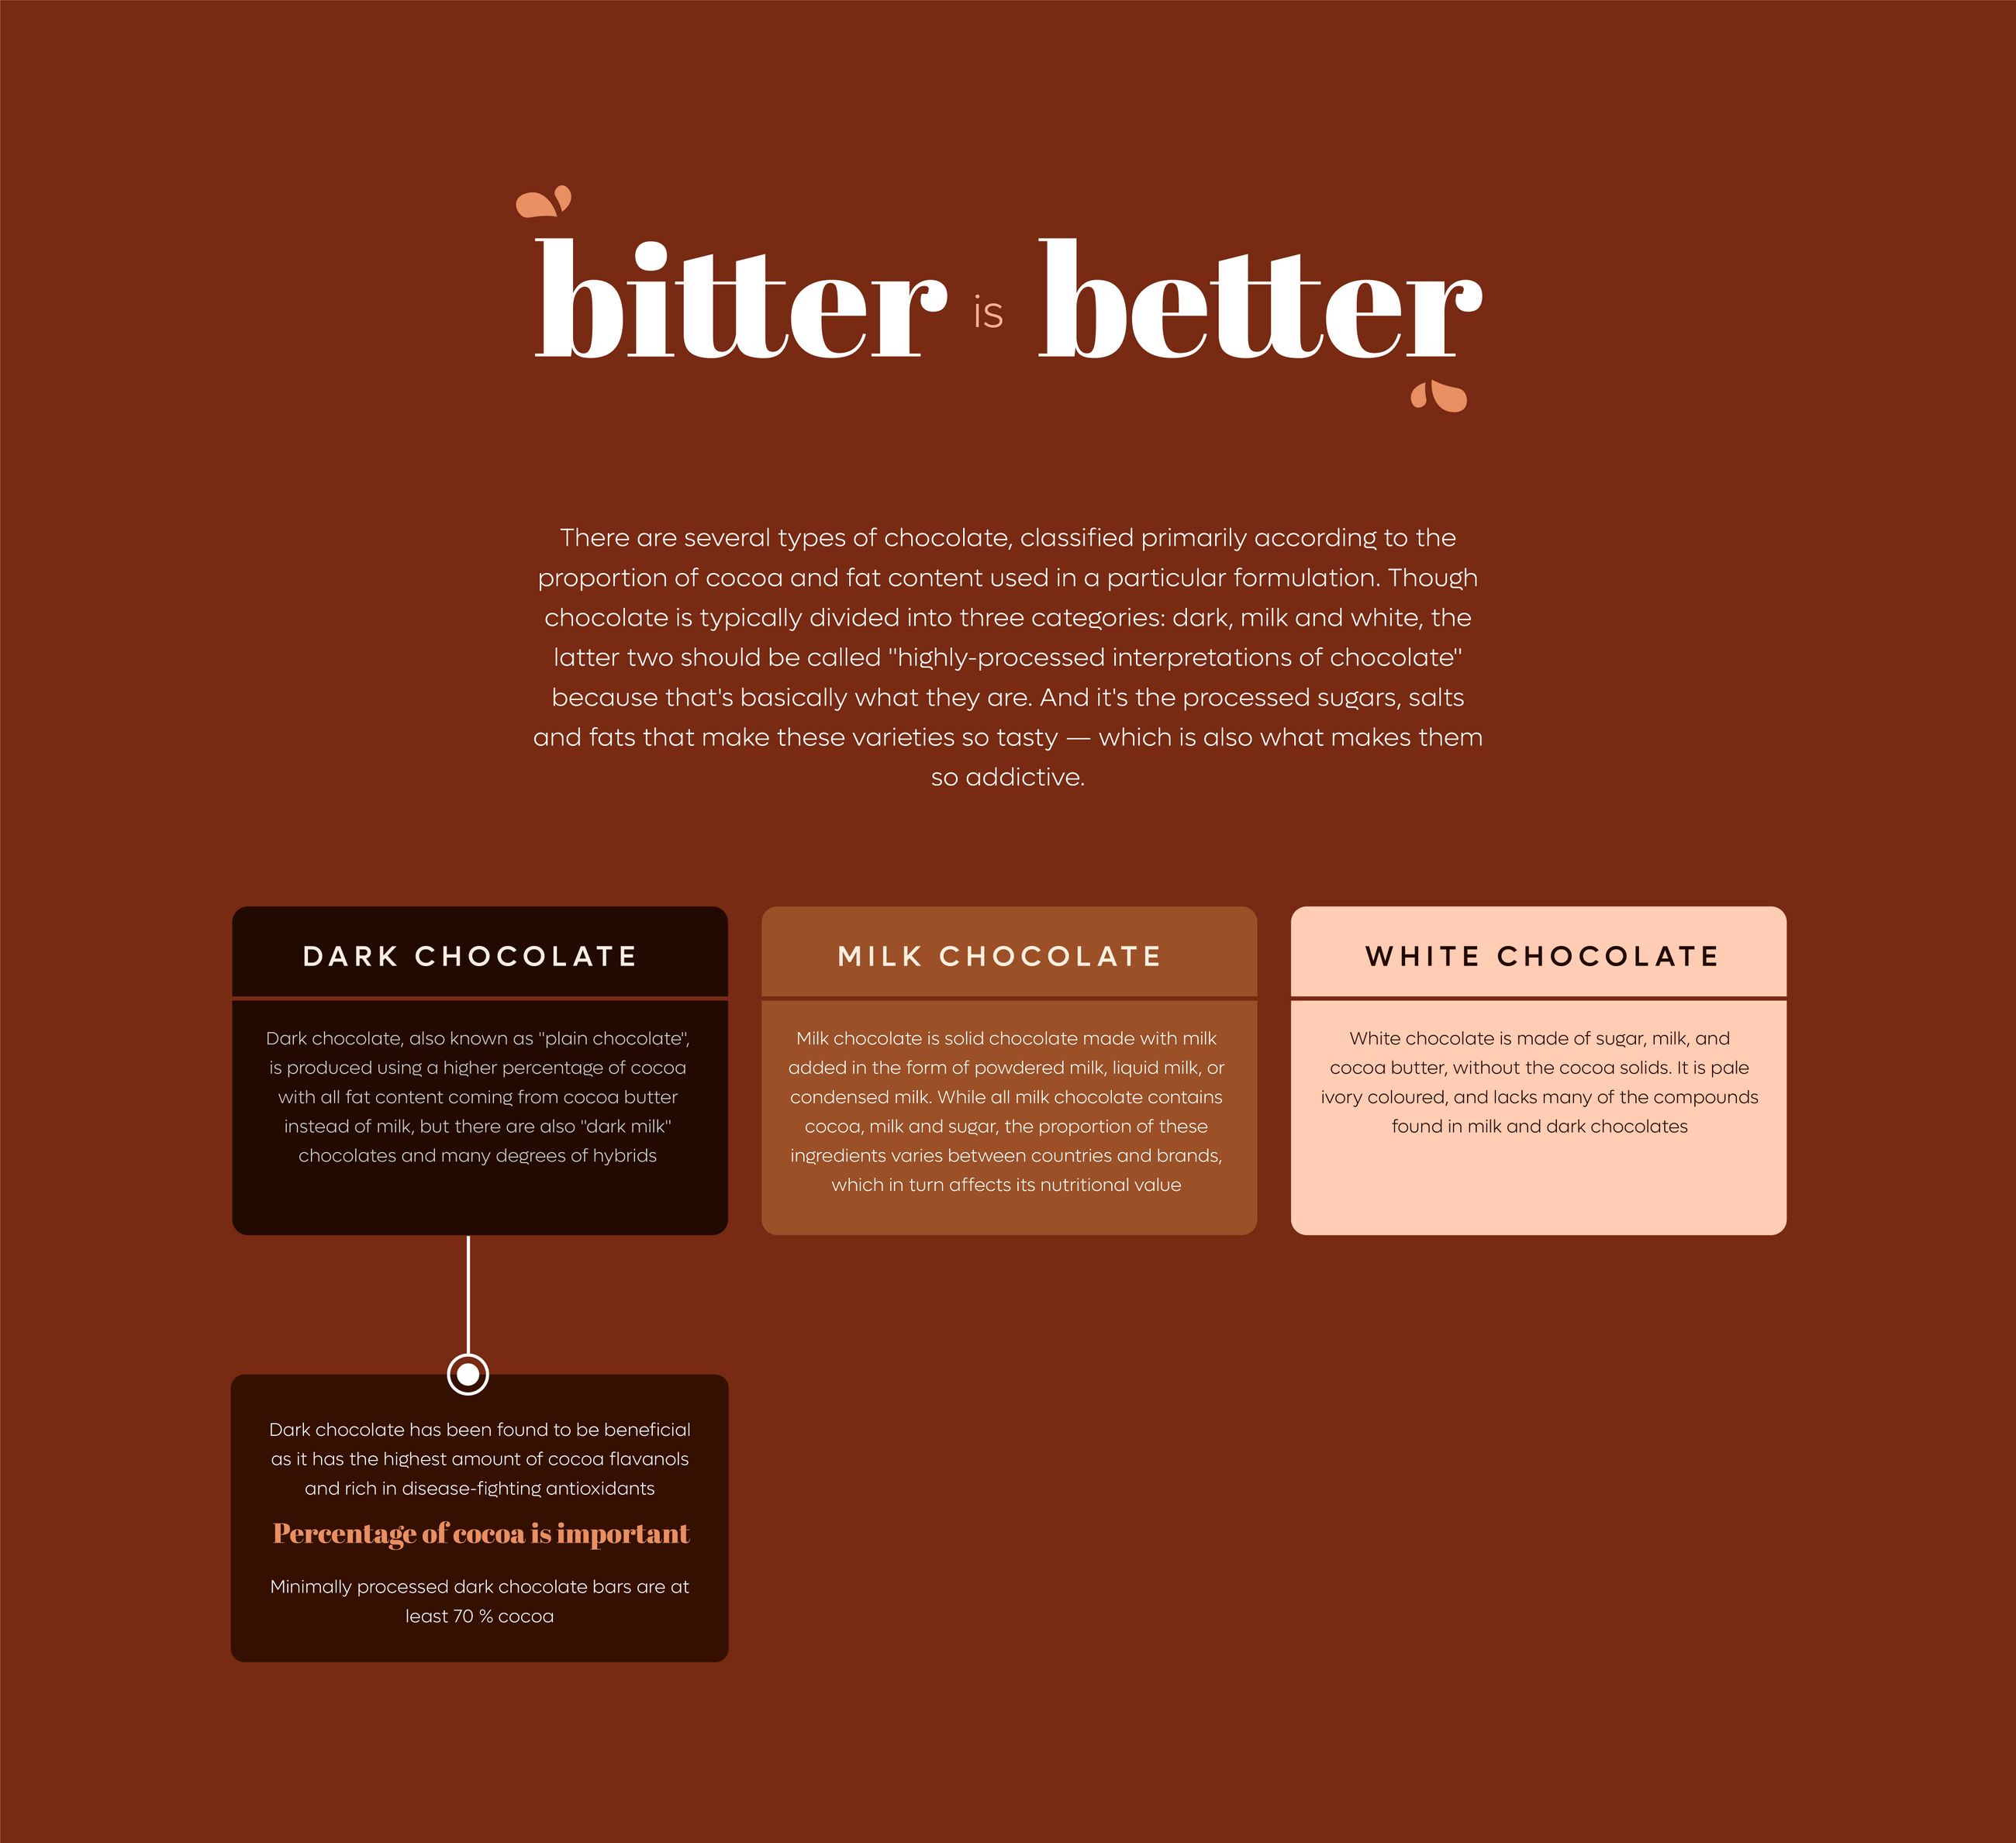 bitter is better
There are several types of chocolate, classified primarily according to the
proportion of cocoa and fat content used in a particular formulation. Though
chocolate is typically divided into three categories: dark, milk and white, the
latter two should be called "highly-processed interpretations of chocolate"
because that's basically what they are. And it's the processed sugars, salts
and fats that make these varieties so tasty — which is also what makes them
so addictive.
DARK CHOCOLATE
Dark chocolate, also known as "plain chocolate",
is produced using a higher percentage of cocoa
with all fat content coming from cocoa butter
instead of milk, but there are also "dark milk"
chocolates and many degrees of hybrids
MILK CHOCOLATE
Milk chocolate is solid chocolate made with milk
added in the form of powdered milk, liquid milk, or
condensed milk. While all milk chocolate contains
cocoa, milk and sugar, the proportion of these
ingredients varies between countries and brands,
which in turn affects its nutritional value
WHITE CHOCOLATE
White chocolate is made of sugar, milk, and
cocoa butter, without the cocoa solids. It is pale
ivory coloured, and lacks many of the compounds
found in milk and dark chocolates
Dark chocolate has been found to be beneficial
as it has the highest amount of cocoa flavanols
and rich in disease-fighting antioxidants
Percentage of cocoa is important
Minimally processed dark chocolate bars are at
least 70 % cocoa